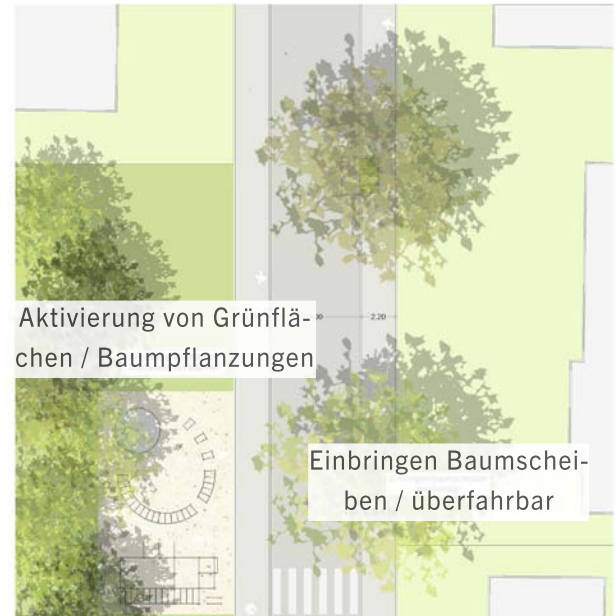 2.20
Aktivierung von Grünflä-
chen / Baumpflanzungen
Einbringen Baumschei-
ben / überfahrbar